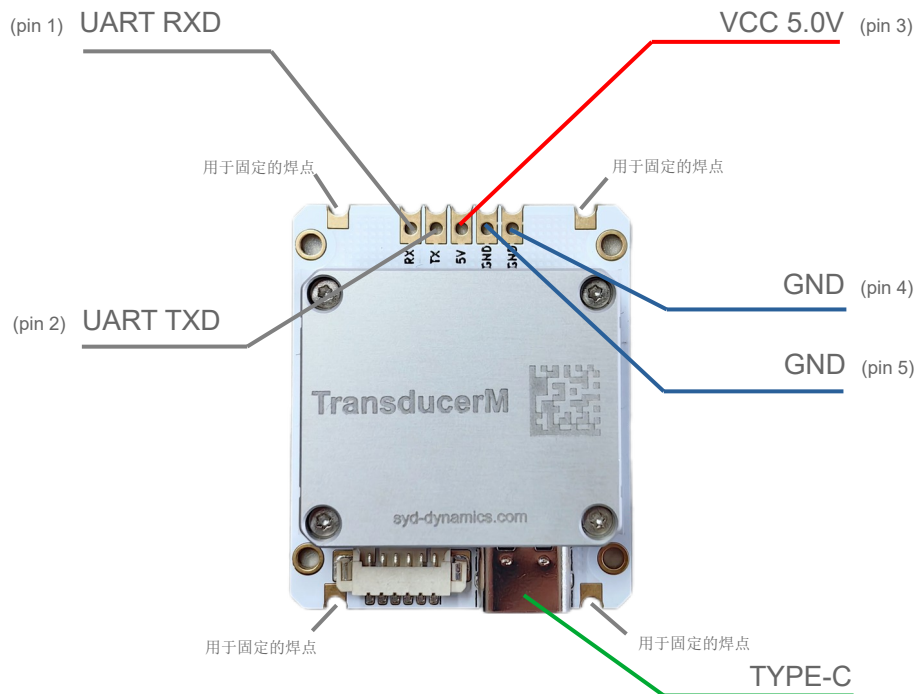 (pin 1) UART RXD
VCC 5.0V (pin 3)
用于固定的焊点
用于固定的焊点
RX TX 5V GND GND
GND (pin 4)
(pin 2) UART TXD
GND (pin 5)
TransducerM
syd-dynamics.com
用于固定的焊点
用于固定的焊点
TYPE-C